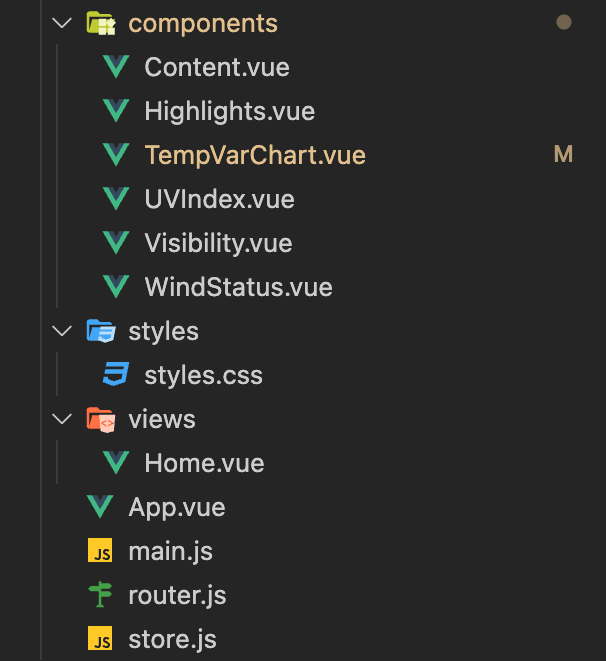 components
Content.vue
Highlights.vue
TempVarChart.vue M
UVIndex.vue
Visibility.vue
WindStatus.vue
styles
styles.css
views
Home.vue
App.vue
JS main.js
router.js
JS store.js